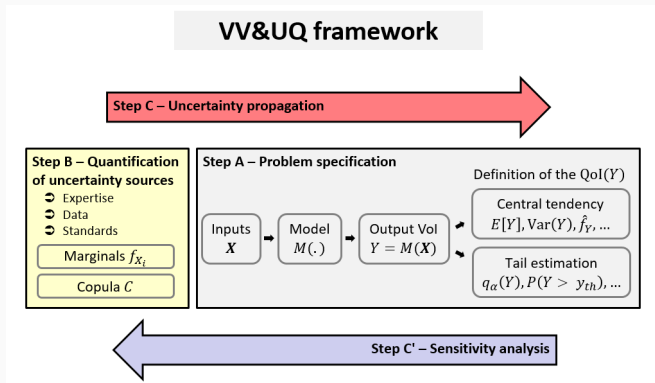 VV&UQ framework
Step C – Uncertainty propagation
Step B – Quantification
of uncertainty sources
Expertise
Data
Standards
Marginals f_{X_i}
Copula C
Step A – Problem specification
Definition of the QoI(Y)
Inputs
X
Model
M(.)
Output VoI
Y = M(X)
Central tendency
E[Y], Var(Y), f̂_Y, ...
Tail estimation
q_α(Y), P(Y > y_{th}), ...
Step C' – Sensitivity analysis